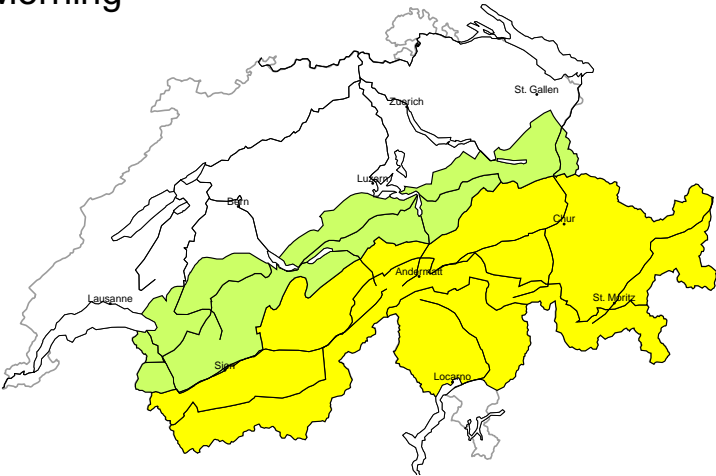 Morning
St. Gallen
Zuerich
Luzern
Bern
Chur
Andermatt
Lausanne
St. Moritz
Sion
Locarno